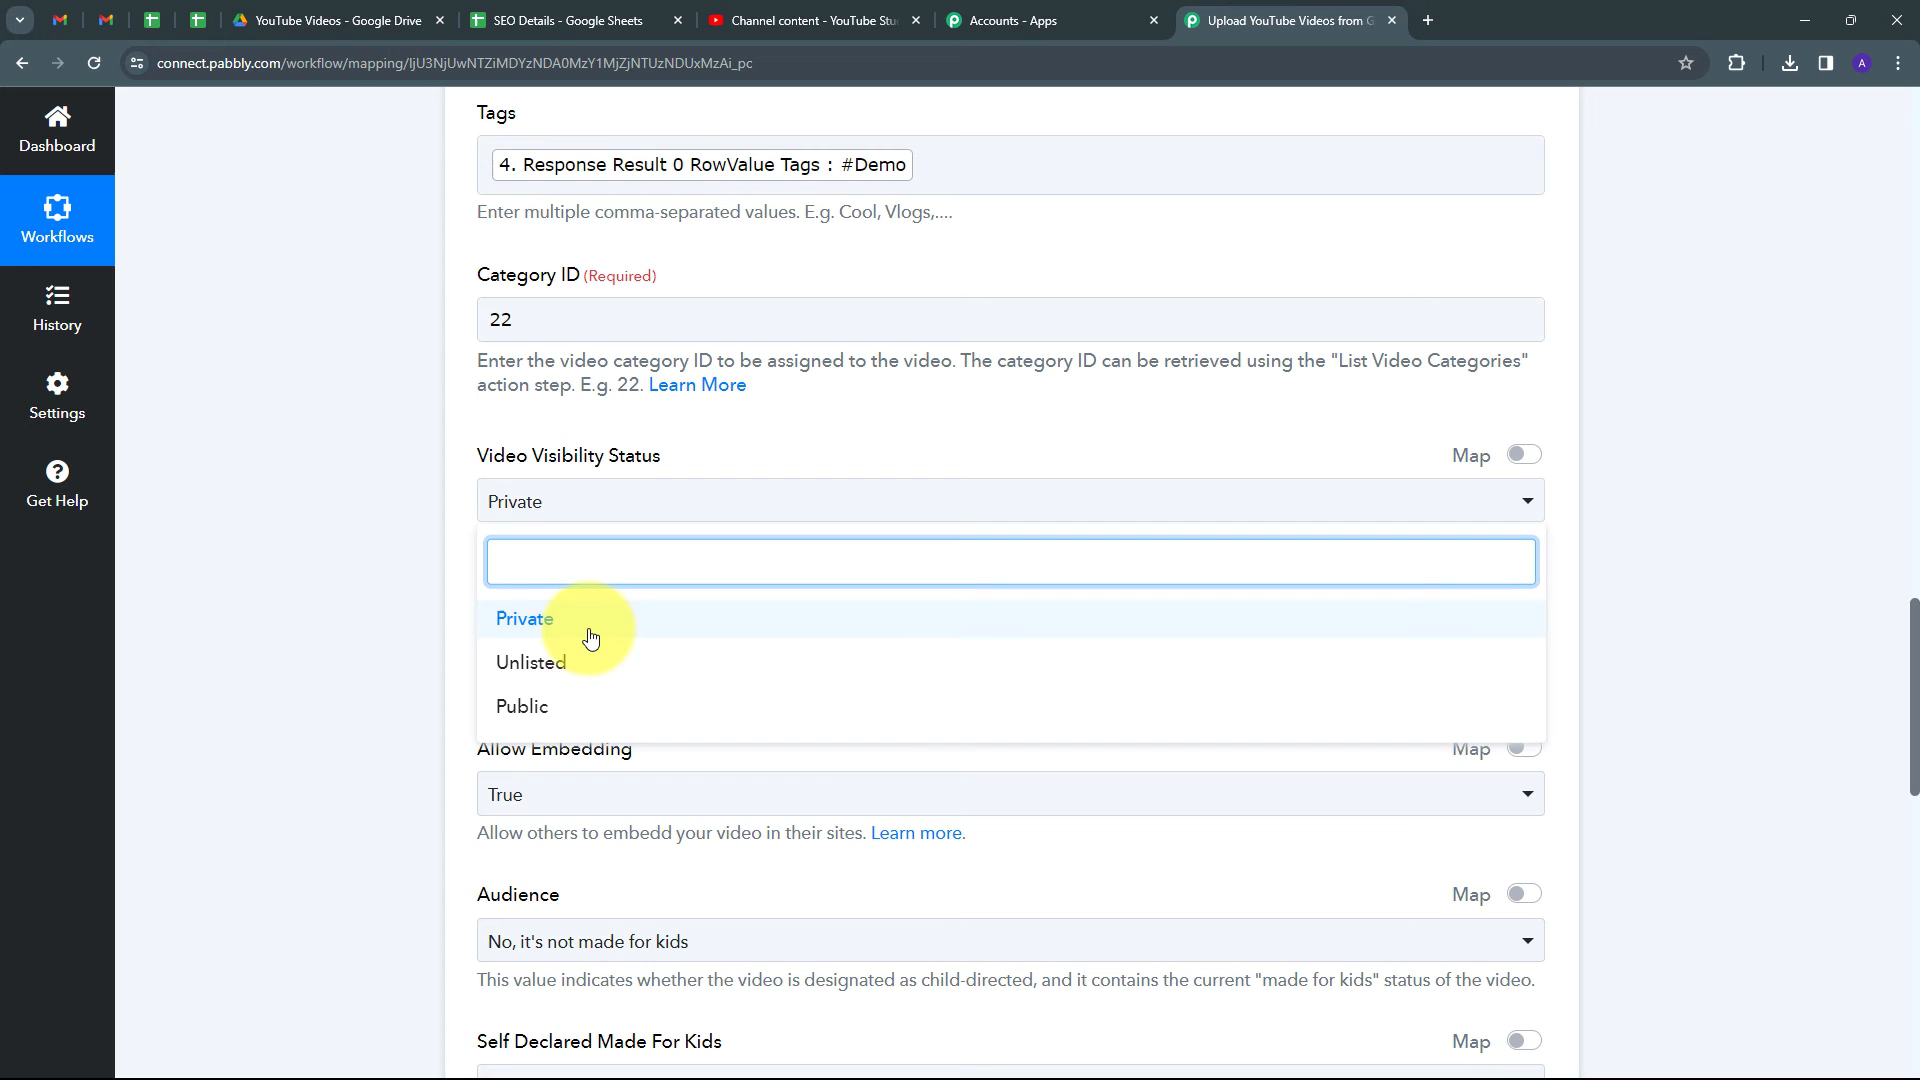 YouTube Videos - Google Drive
SEO Details - Google Sheets
Channel content - YouTube Stu
Accounts - Apps
Upload YouTube Videos from G
connect.pabbly.com/workflow/mapping/IjU3NjUwNTZiMDYzNDA0MzY1MjZjNTUzNDUxMzAi_pc
A
Dashboard
Workflows
History
Settings
Get Help
Tags
4. Response Result 0 RowValue Tags : #Demo
Enter multiple comma-separated values. E.g. Cool, Vlogs,....
Category ID (Required)
22
Enter the video category ID to be assigned to the video. The category ID can be retrieved using the "List Video Categories"
action step. E.g. 22. Learn More
Video Visibility Status Map
Private
Private
Unlisted
Public
Allow Embedding Map
True
Allow others to embedd your video in their sites. Learn more.
Audience Map
No, it's not made for kids
This value indicates whether the video is designated as child-directed, and it contains the current "made for kids" status of the video.
Self Declared Made For Kids Map